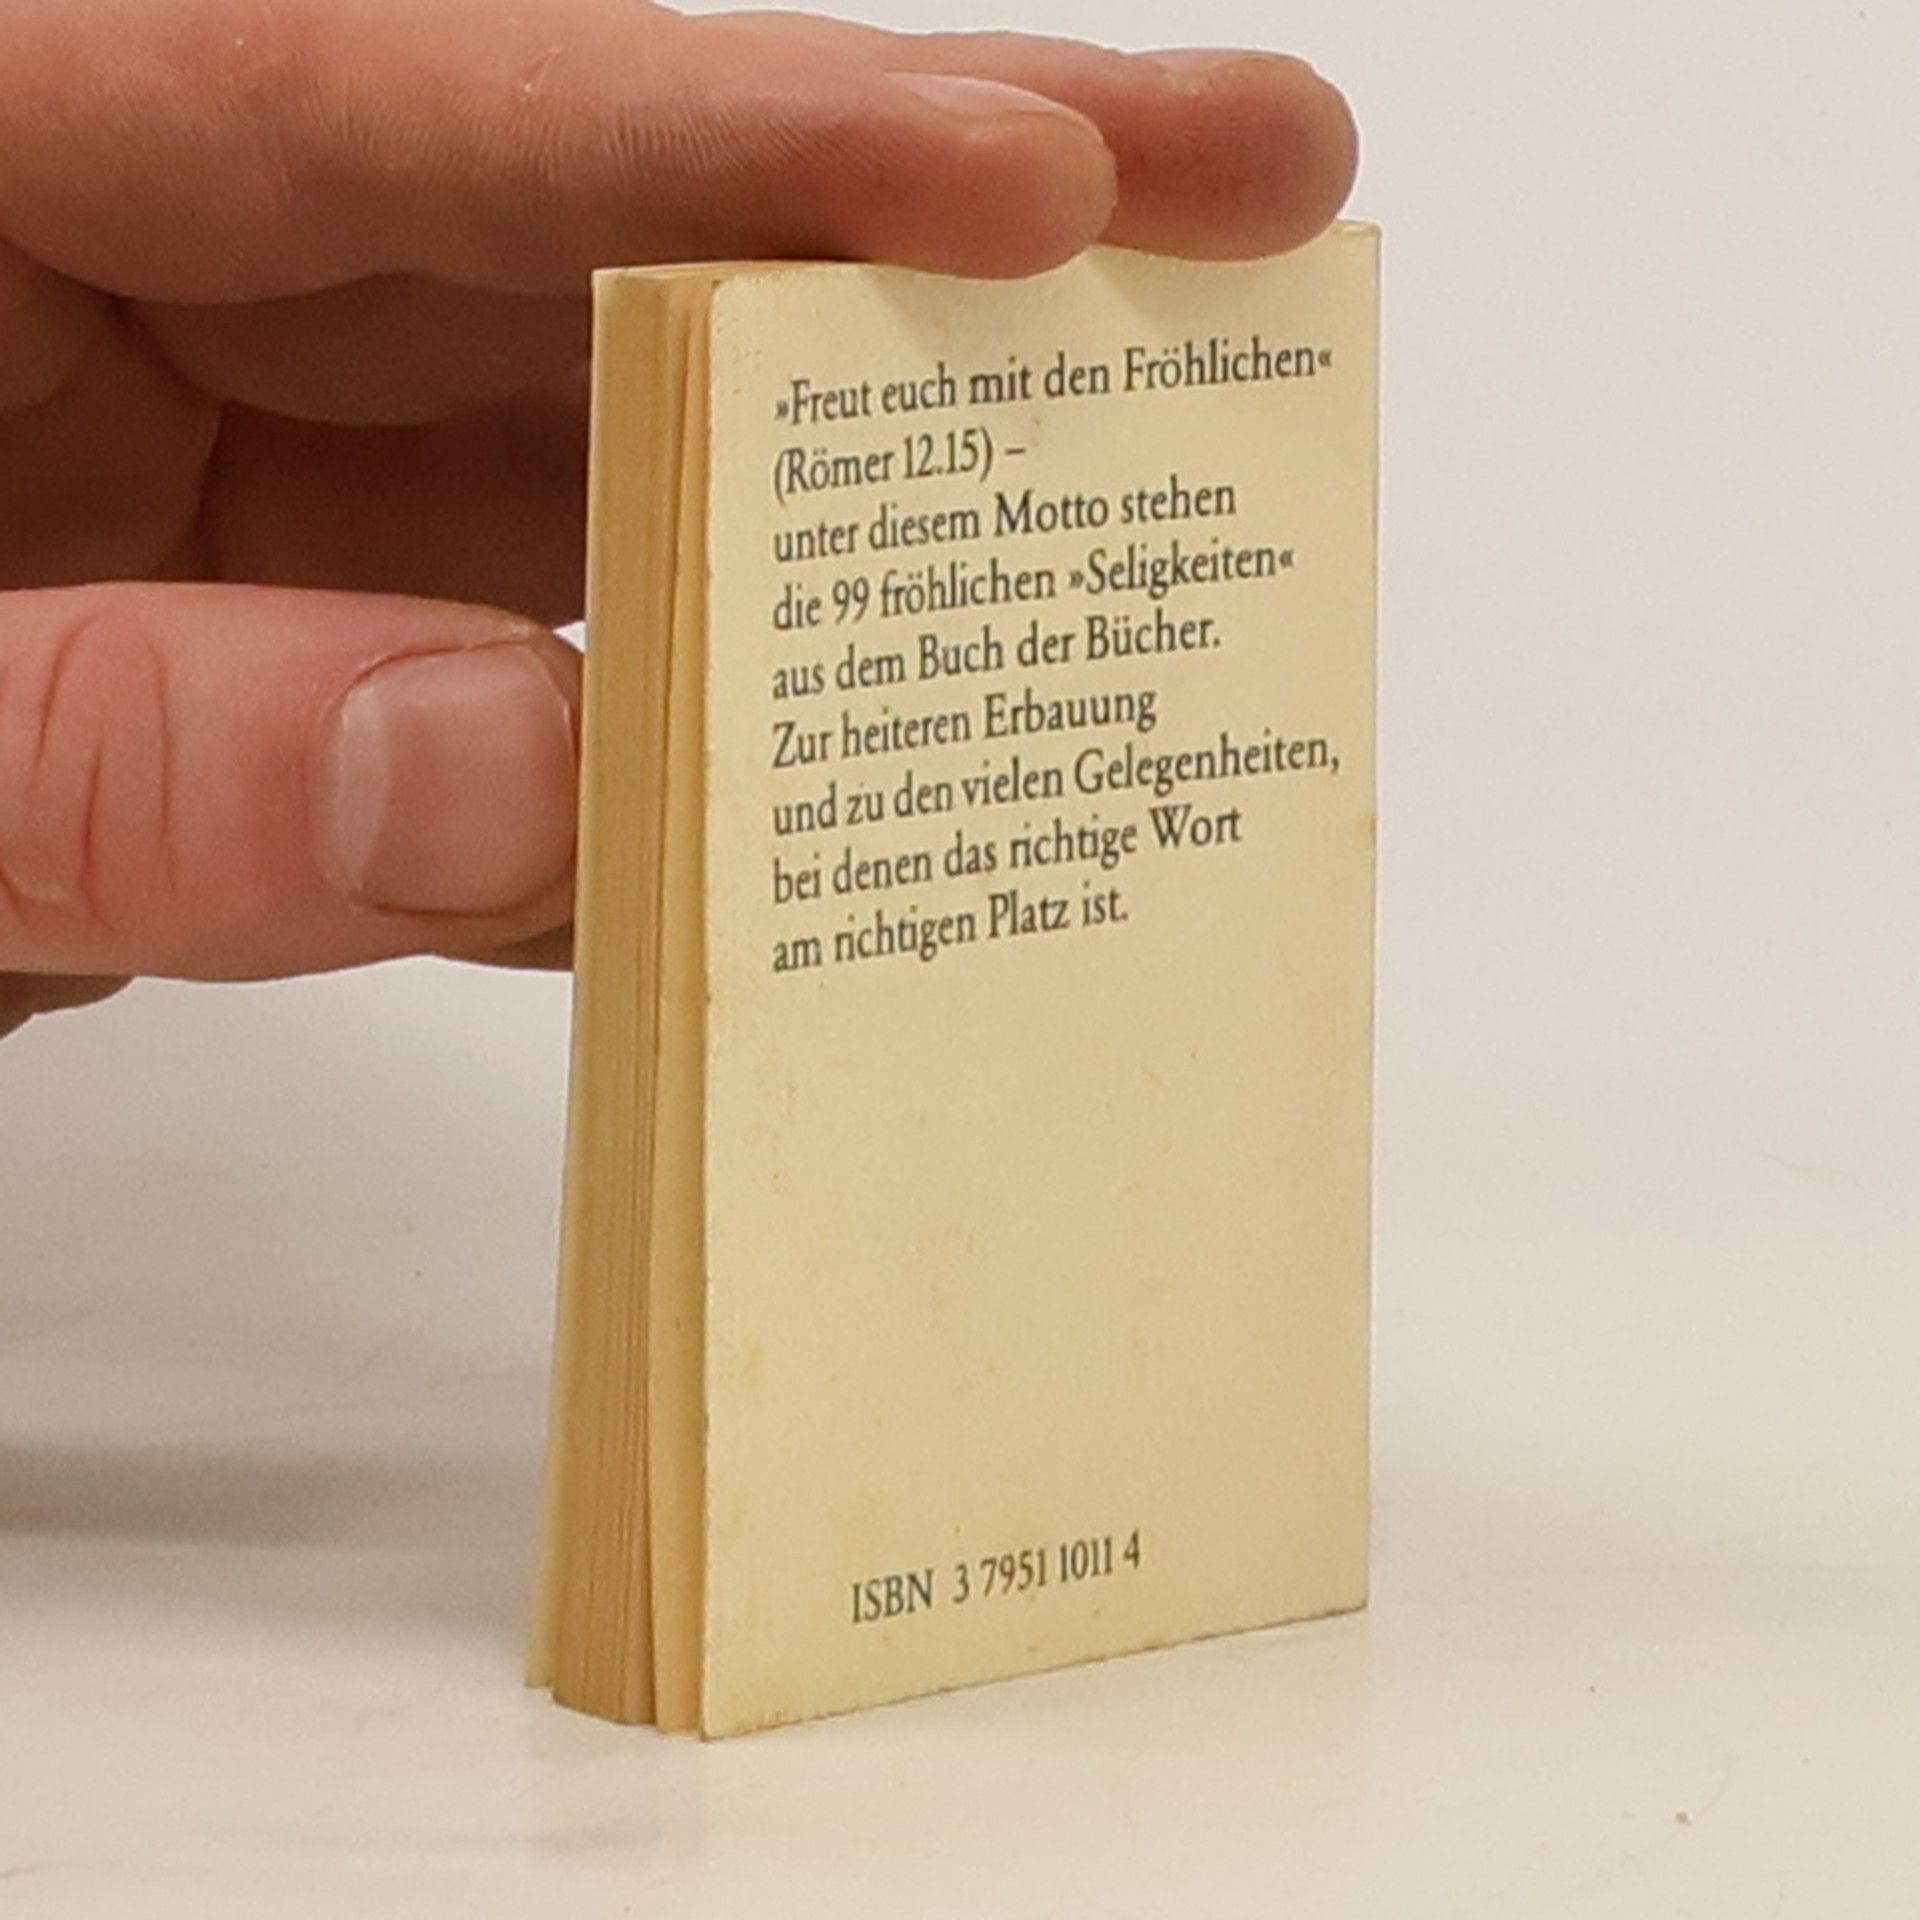 »Freut euch mit den Fröhlichen«
(Römer 12.15) –
unter diesem Motto stehen
die 99 fröhlichen »Seligkeiten«
aus dem Buch der Bücher.
Zur heiteren Erbauung
und zu den vielen Gelegenheiten,
bei denen das richtige Wort
am richtigen Platz ist.
ISBN 3 7951 1011 4